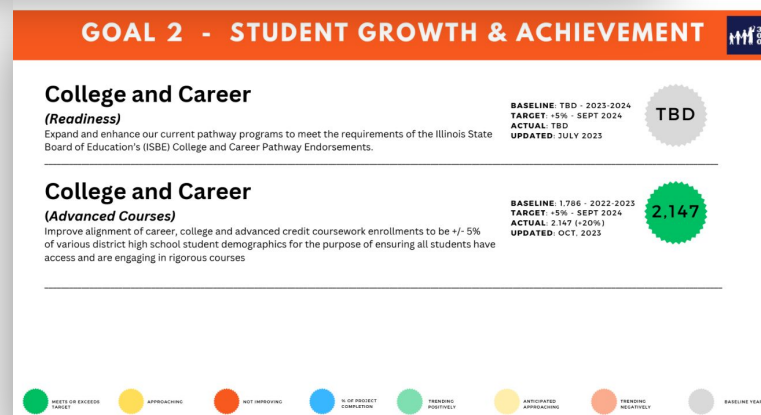 GOAL 2 - STUDENT GROWTH & ACHIEVEMENT
College and Career
(Readiness)
Expand and enhance our current pathway programs to meet the requirements of the Illinois State
Board of Education's (ISBE) College and Career Pathway Endorsements.
BASELINE: TBD - 2023-2024
TARGET: +5% - SEPT 2024
ACTUAL: TBD
UPDATED: JULY 2023
TBD
College and Career
(Advanced Courses)
Improve alignment of career, college and advanced credit coursework enrollments to be +/- 5%
of various district high school student demographics for the purpose of ensuring all students have
access and are engaging in rigorous courses
BASELINE: 1,786 - 2022-2023
TARGET: +5% - SEPT 2024
ACTUAL: 2,147 (+20%)
UPDATED: OCT, 2023
2,147
MEETS OR EXCEEDS
TARGET
APPROACHING
NOT IMPROVING
% OF PROJECT
COMPLETION
TRENDING
POSITIVELY
ANTICIPATED
APPROACHING
TRENDING
NEGATIVELY
BASELINE YEAR